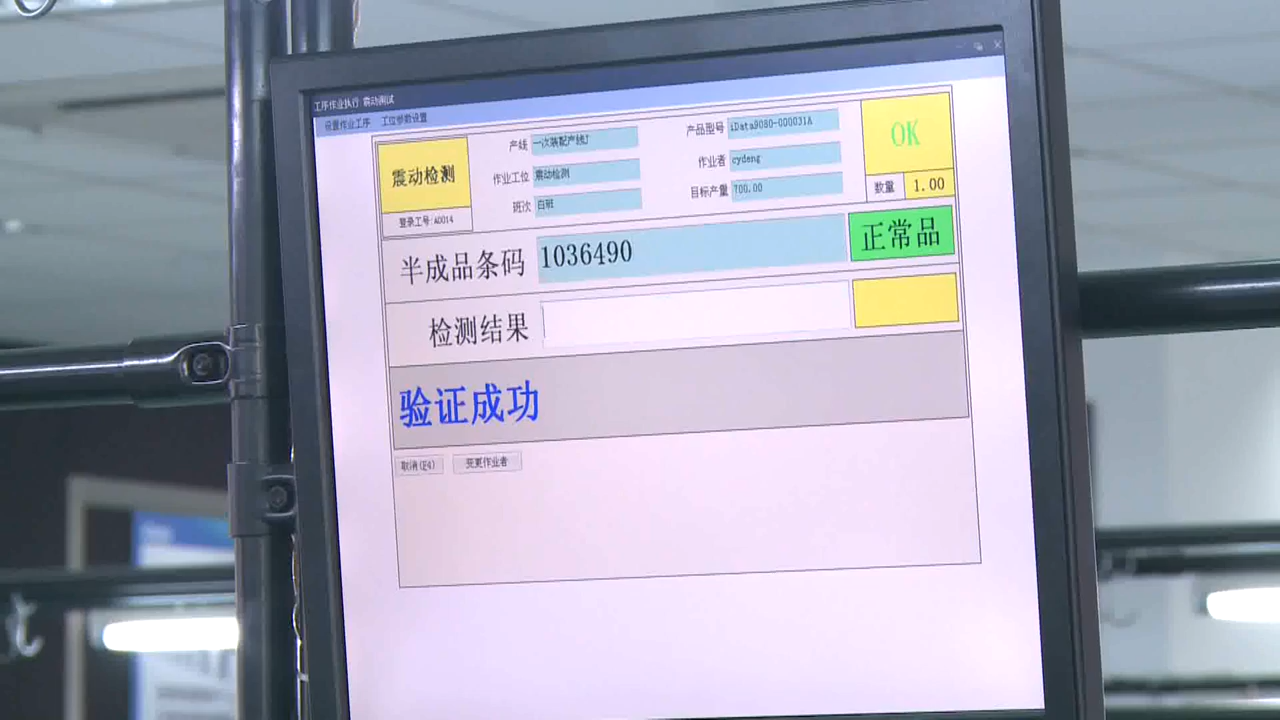 工序作业执行 震动测试
设置作业工序 工位参数设置
震动检测
登录工号:A0014
产线 一次装配产线J
作业工位 震动检测
班次 白班
产品型号 iData9080-000031A
作业者 cydeng
目标产量 700.00
OK
数量 1.00
半成品条码 1036490 正常品
检测结果
验证成功
取消(F4) 变更作业者